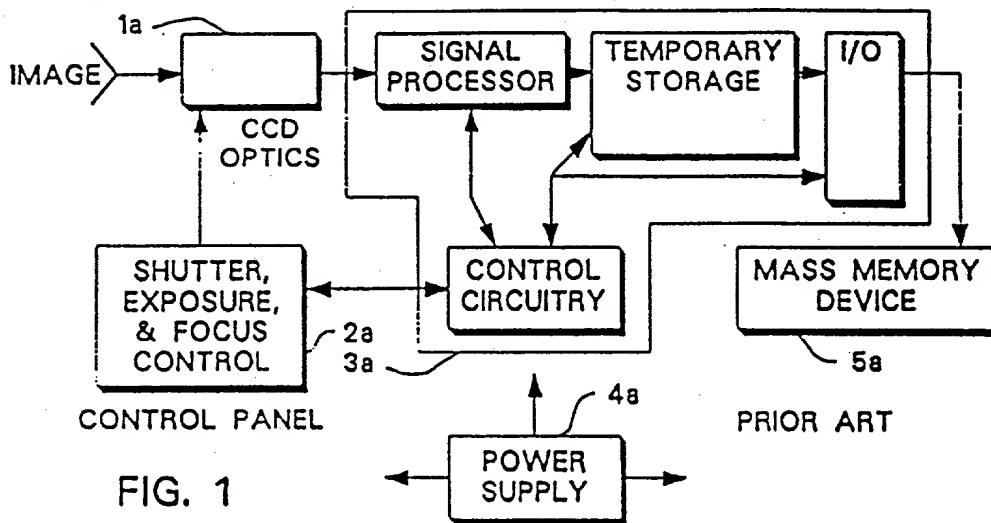 1a
IMAGE
CCD
OPTICS
SIGNAL
PROCESSOR
TEMPORARY
STORAGE
I/O
SHUTTER,
EXPOSURE,
& FOCUS
CONTROL
2a
3a
CONTROL
CIRCUITRY
MASS MEMORY
DEVICE
5a
CONTROL PANEL
4a
PRIOR ART
POWER
SUPPLY
FIG. 1